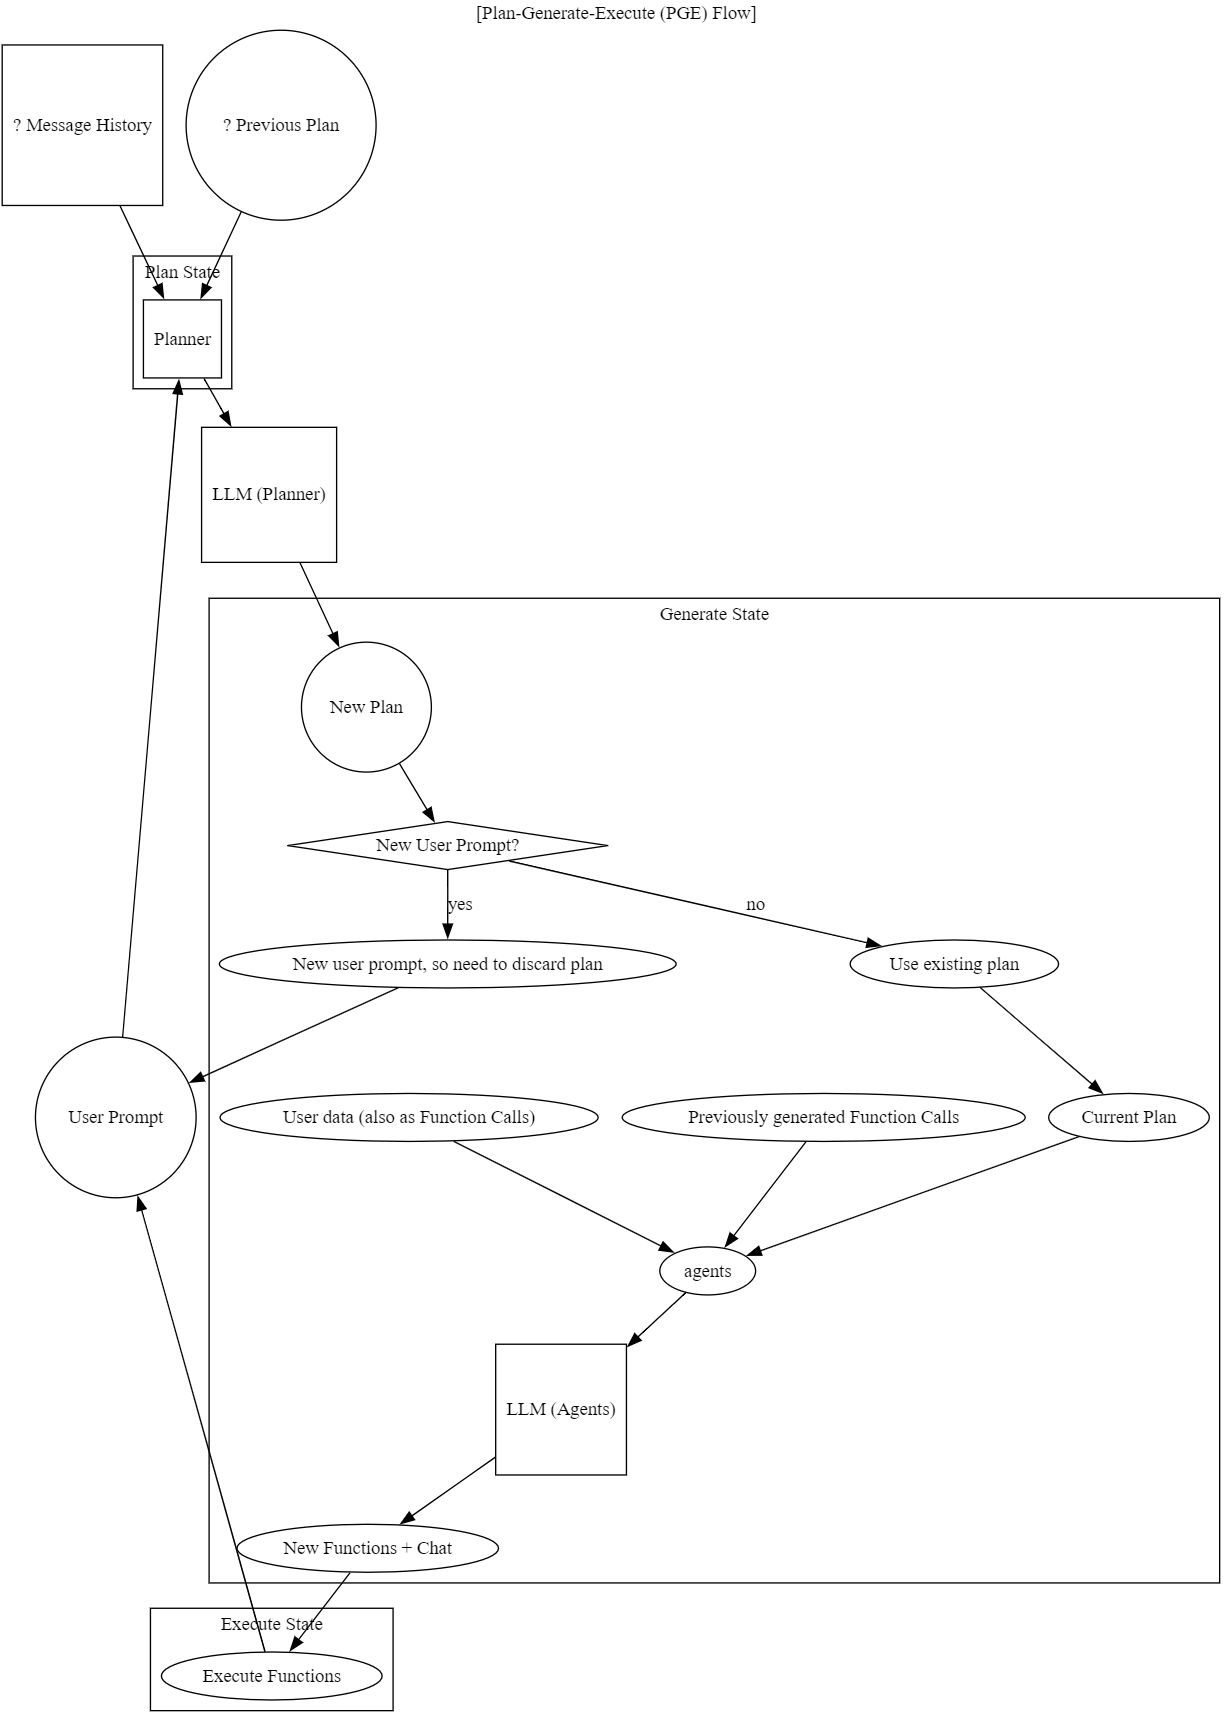 [Plan-Generate-Execute (PGE) Flow]
? Message History
? Previous Plan
Plan State
Planner
LLM (Planner)
Generate State
New Plan
New User Prompt?
yes
no
New user prompt, so need to discard plan
Use existing plan
User Prompt
User data (also as Function Calls)
Previously generated Function Calls
Current Plan
agents
LLM (Agents)
New Functions + Chat
Execute State
Execute Functions